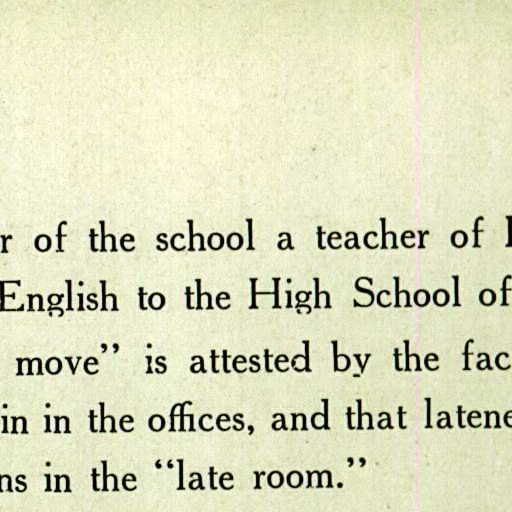 r of the school a teacher of
English to the High School of
move" is attested by the fac
in in the offices, and that latene
ns in the "late room."